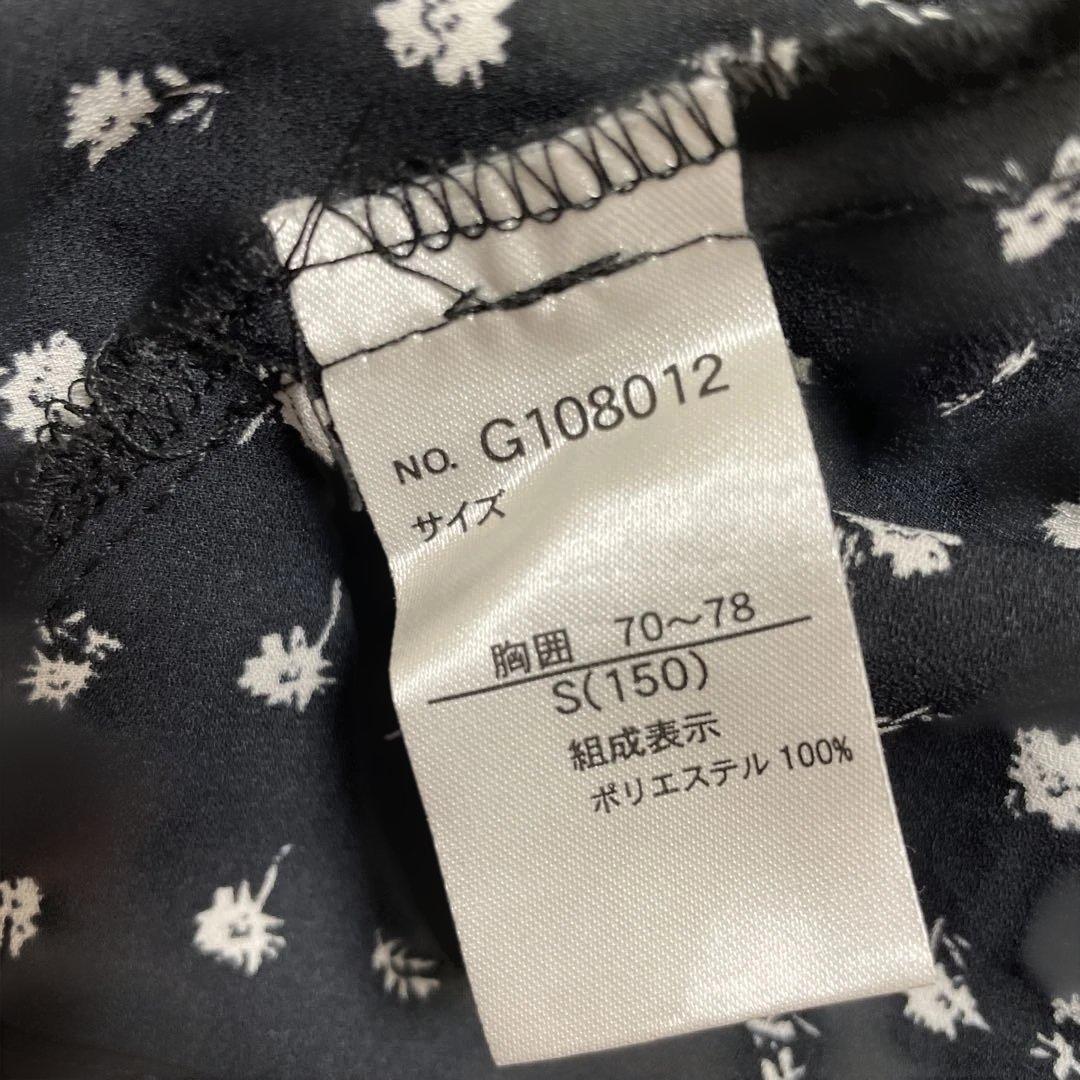 NO. G108012
サイズ
胸囲 70～78
S(150)
組成表示
ポリエステル 100%